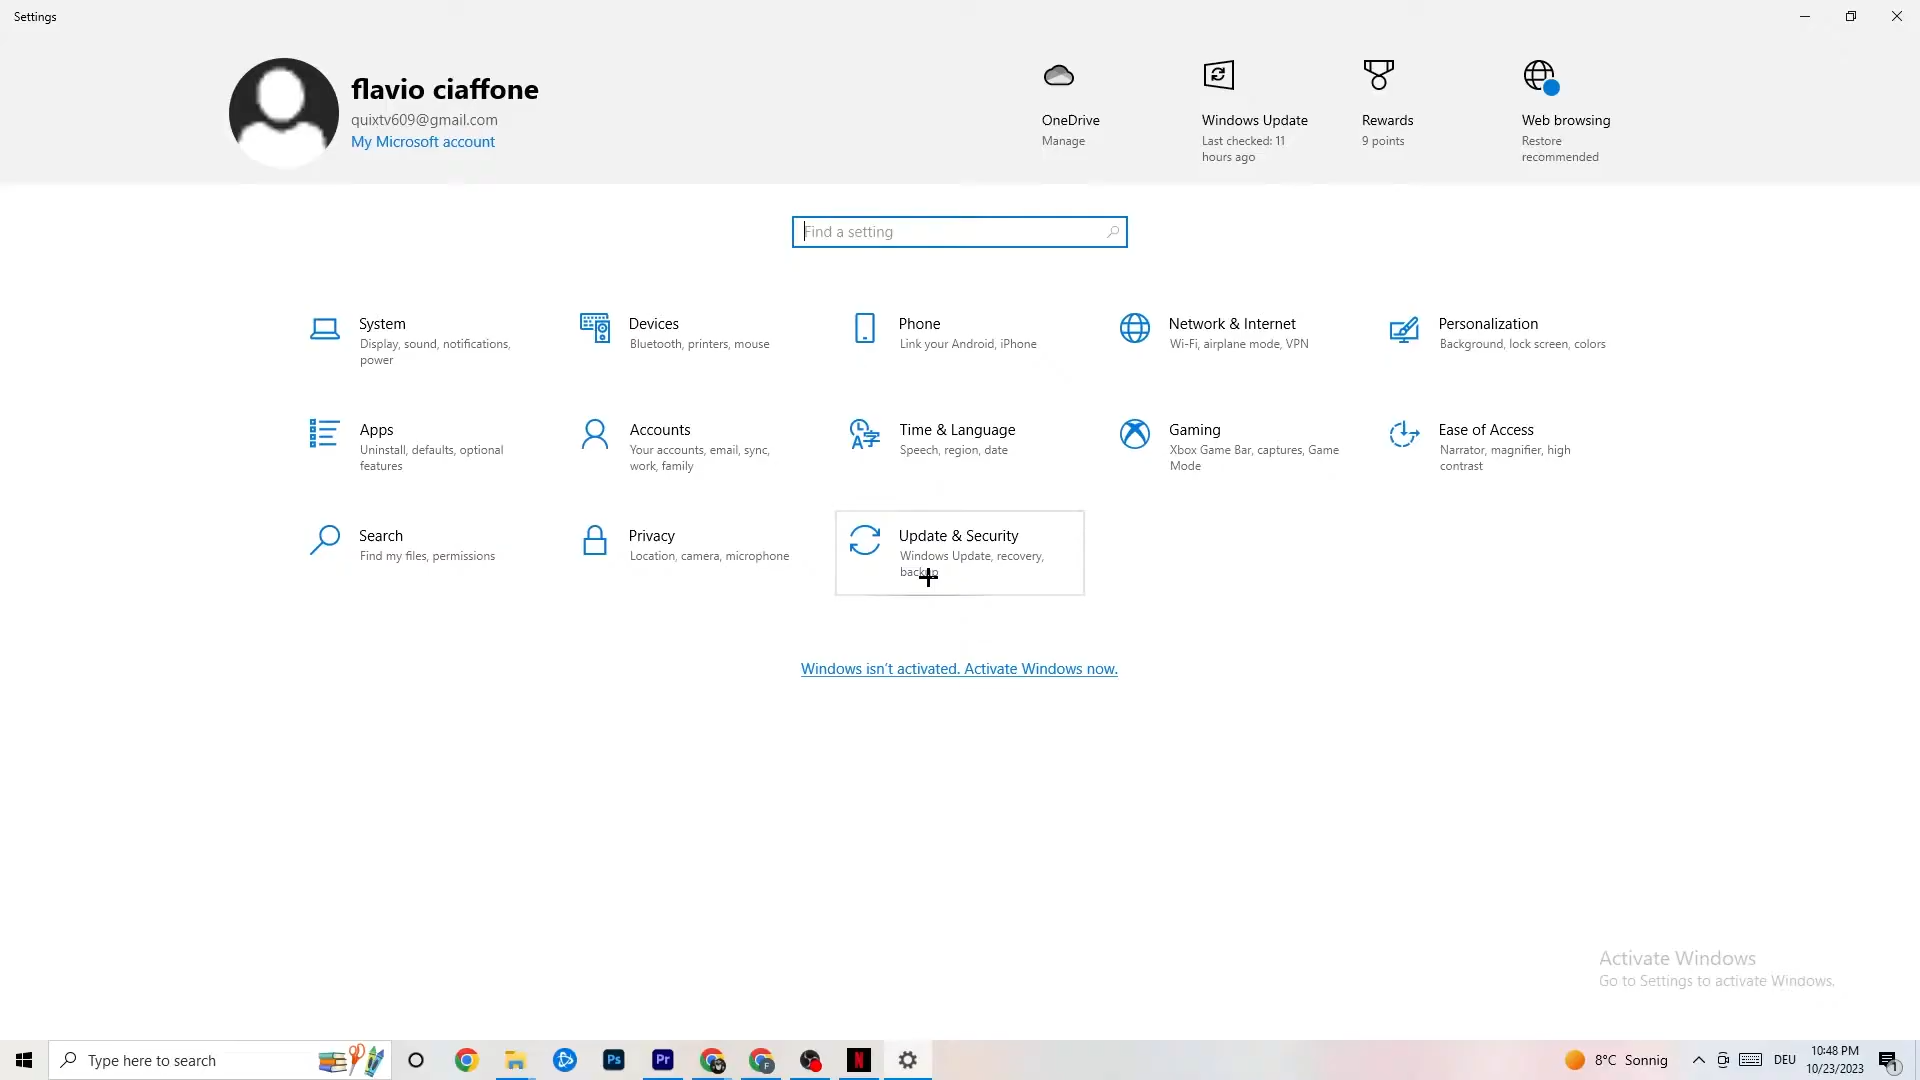 Settings
flavio ciaffone
quixtv609@gmail.com
My Microsoft account
OneDrive
Manage
Windows Update
Last checked: 11
hours ago
Rewards
9 points
Web browsing
Restore
recommended
Find a setting
System
Display, sound, notifications,
power
Devices
Bluetooth, printers, mouse
Phone
Link your Android, iPhone
Network & Internet
Wi-Fi, airplane mode, VPN
Personalization
Background, lock screen, colors
Apps
Uninstall, defaults, optional
features
Accounts
Your accounts, email, sync,
work, family
Time & Language
Speech, region, date
Gaming
Xbox Game Bar, captures, Game
Mode
Ease of Access
Narrator, magnifier, high
contrast
Search
Find my files, permissions
Privacy
Location, camera, microphone
Update & Security
Windows Update, recovery,
backup
Windows isn't activated. Activate Windows now.
Activate Windows
Go to Settings to activate Windows.
Type here to search
Ps
Pr
F
N
8°C Sonnig
DEU
10:48 PM
10/23/2023
1